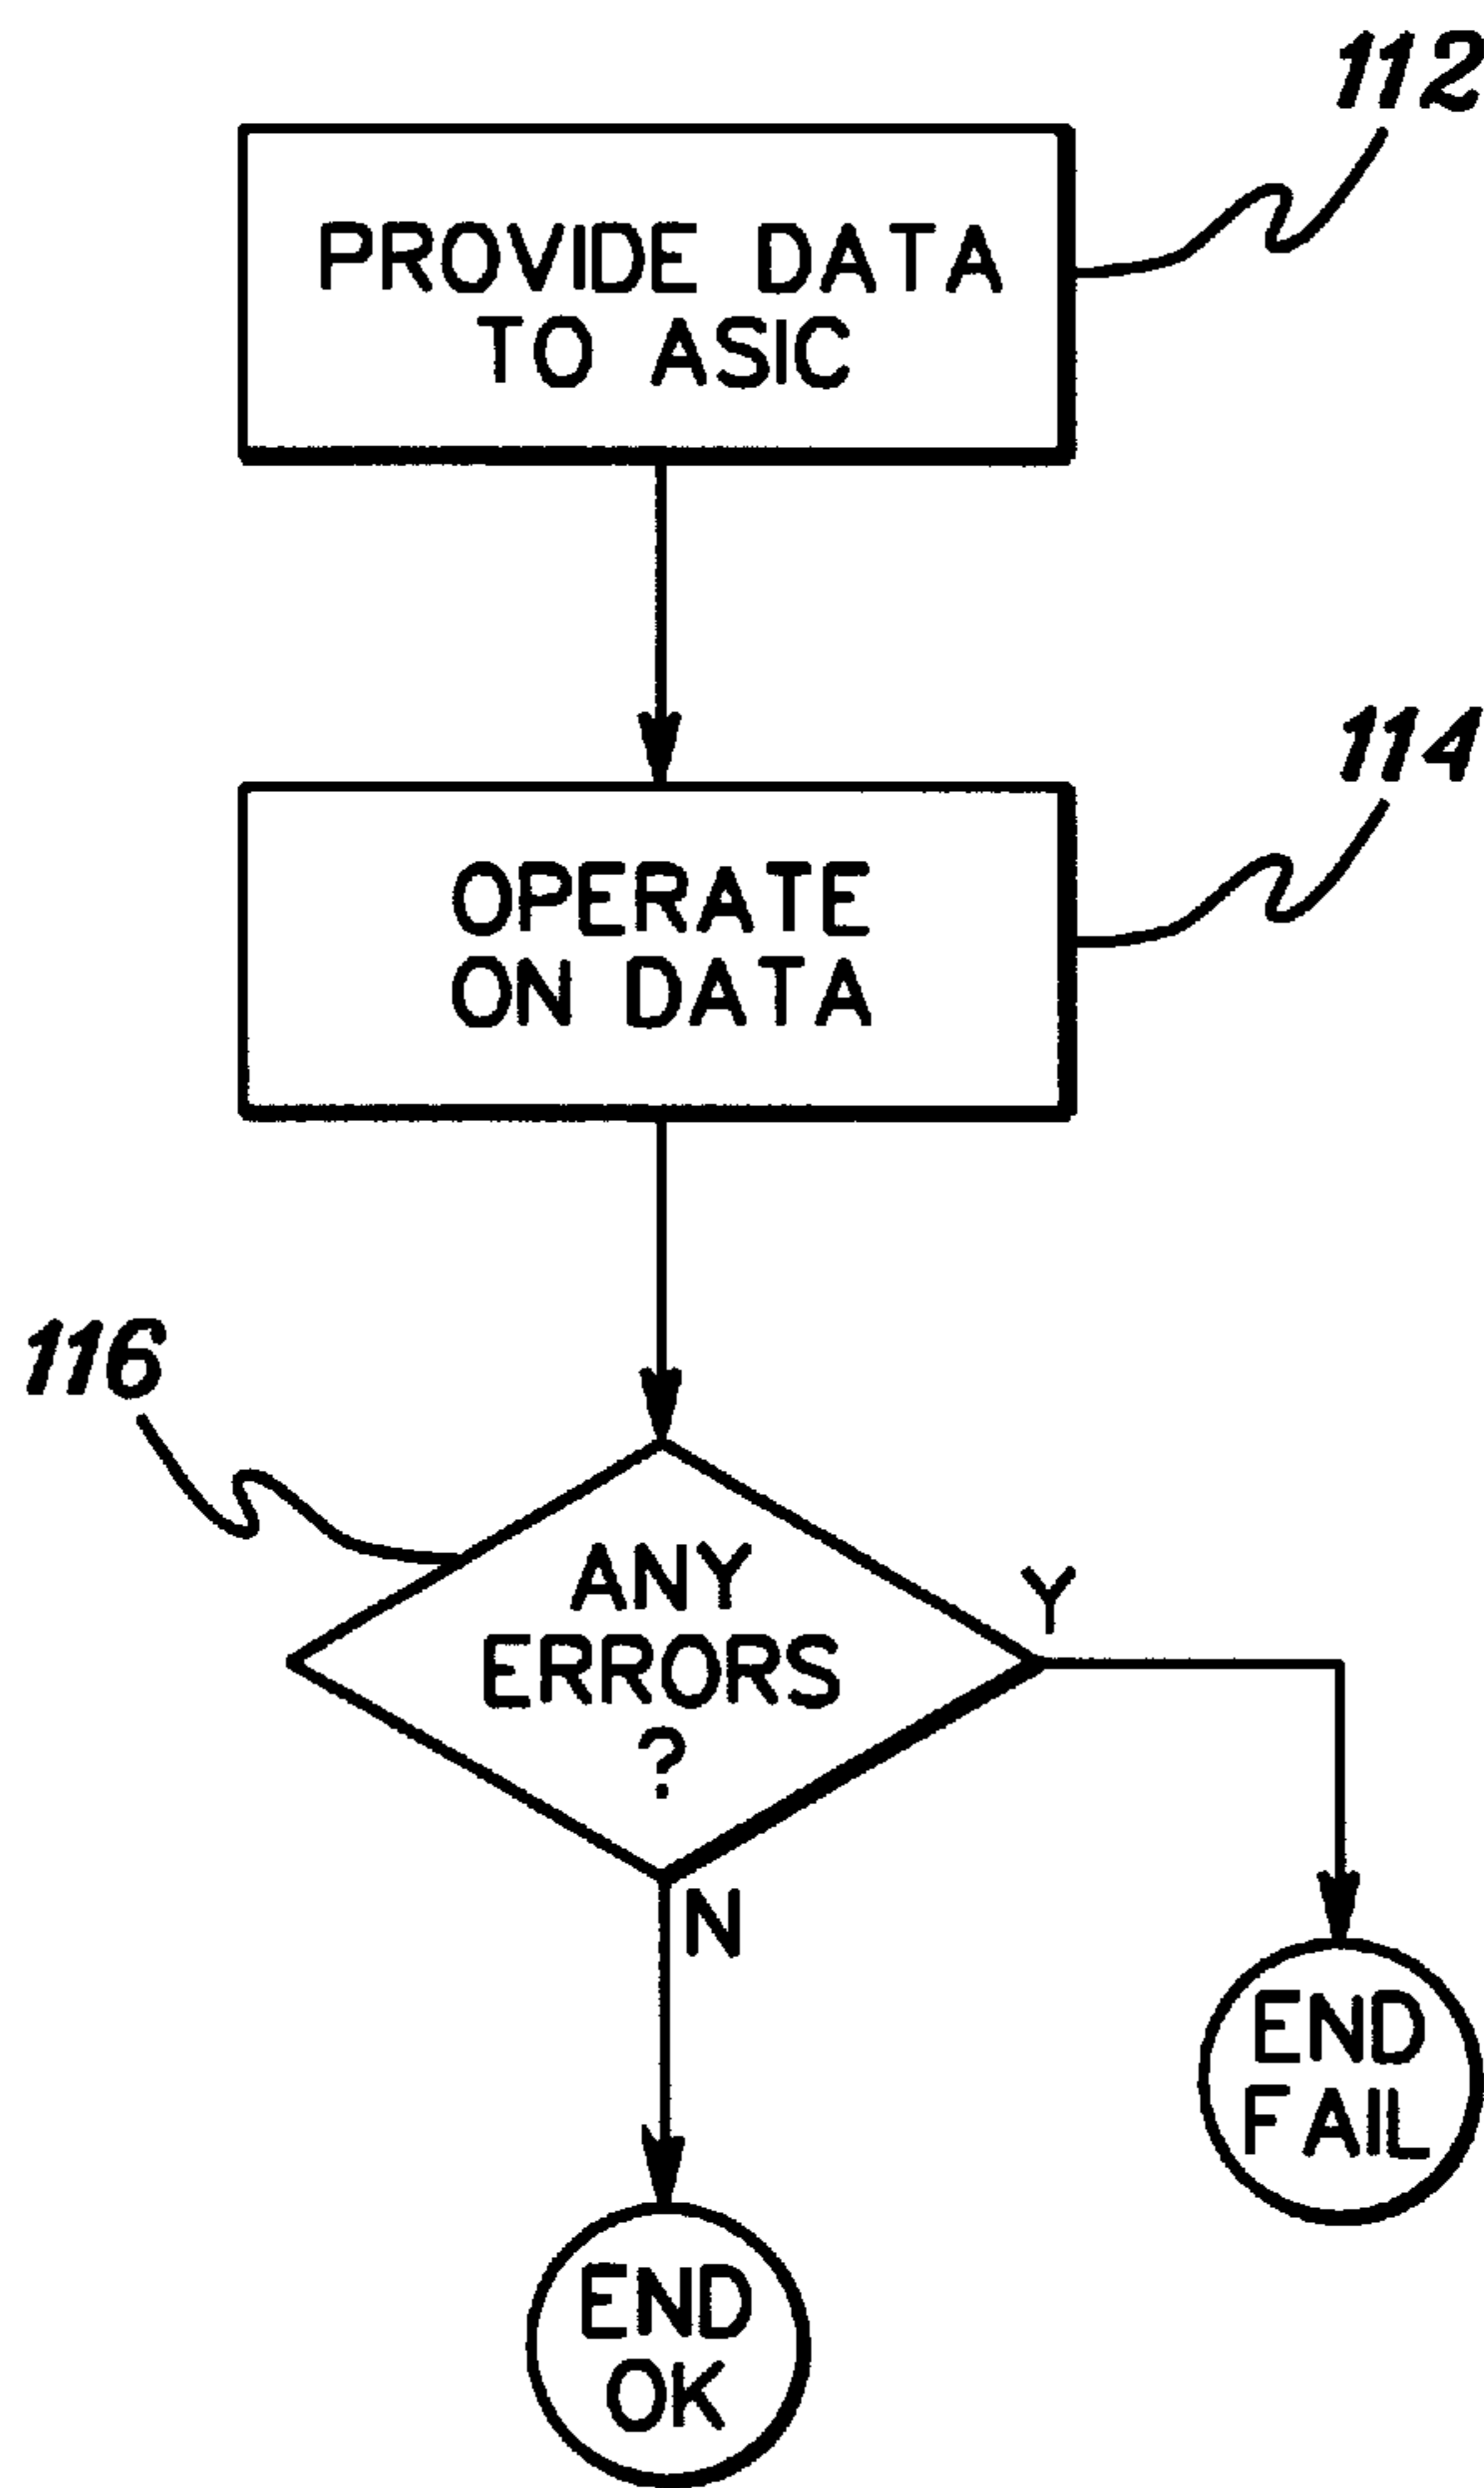 112
PROVIDE DATA
TO ASIC
114
OPERATE
ON DATA
116
ANY
ERRORS
?
Y
N
END
FAIL
END
OK